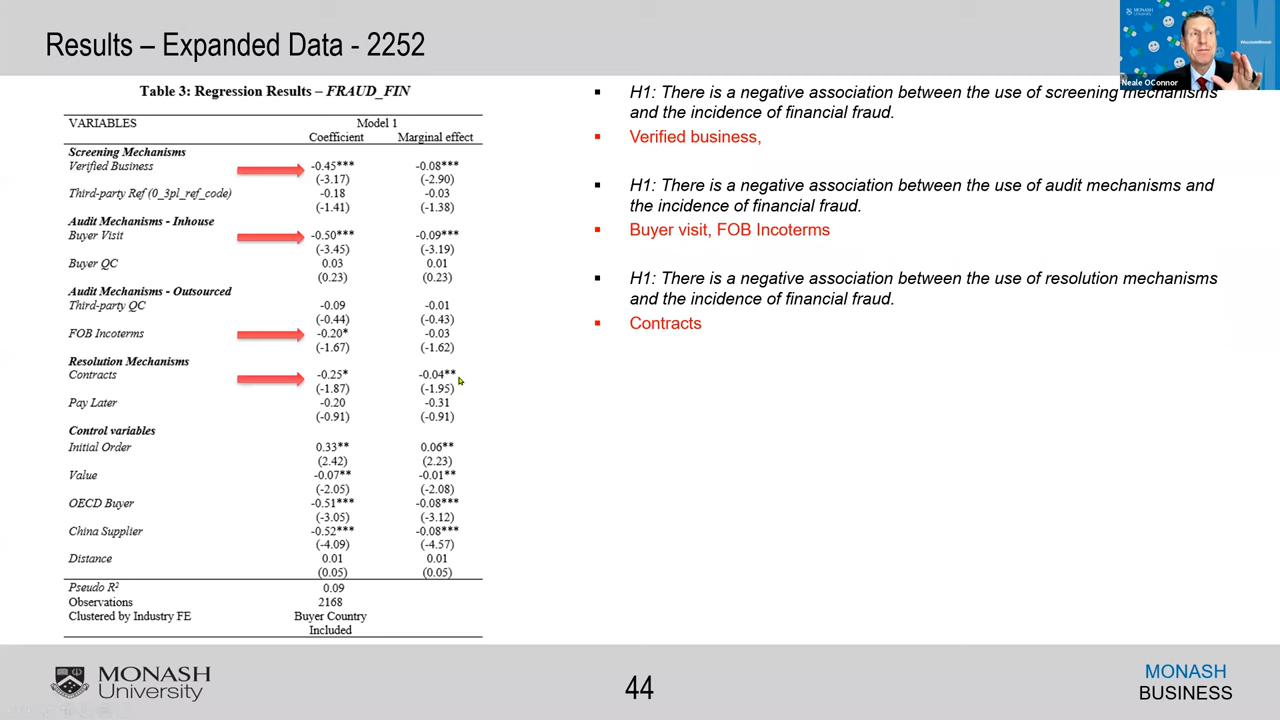 Results – Expanded Data - 2252
MONASH
University
Neale OConnor
Table 3: Regression Results – FRAUD_FIN
VARIABLES Model 1
Coefficient Marginal effect
Screening Mechanisms
Verified Business -0.45*** -0.08***
(-3.17) (-2.90)
Third-party Ref (0_3pl_ref_code) -0.18 -0.03
(-1.41) (-1.38)
Audit Mechanisms - Inhouse
Buyer Visit -0.50*** -0.09***
(-3.45) (-3.19)
Buyer QC 0.03 0.01
(0.23) (0.23)
Audit Mechanisms - Outsourced
Third-party QC -0.09 -0.01
(-0.44) (-0.43)
FOB Incoterms -0.20* -0.03
(-1.67) (-1.62)
Resolution Mechanisms
Contracts -0.25* -0.04**
(-1.87) (-1.95)
Pay Later -0.20 -0.31
(-0.91) (-0.91)
Control variables
Initial Order 0.33** 0.06**
(2.42) (2.23)
Value -0.07** -0.01**
(-2.05) (-2.08)
OECD Buyer -0.51*** -0.08***
(-3.05) (-3.12)
China Supplier -0.52*** -0.08***
(-4.09) (-4.57)
Distance 0.01 0.01
(0.05) (0.05)
Pseudo R² 0.09
Observations 2168
Clustered by Industry FE Buyer Country
Included
▪ H1: There is a negative association between the use of screening mechanisms
and the incidence of financial fraud.
▪ Verified business,
▪ H1: There is a negative association between the use of audit mechanisms and
the incidence of financial fraud.
▪ Buyer visit, FOB Incoterms
▪ H1: There is a negative association between the use of resolution mechanisms
and the incidence of financial fraud.
▪ Contracts
MONASH
University
44
MONASH
BUSINESS